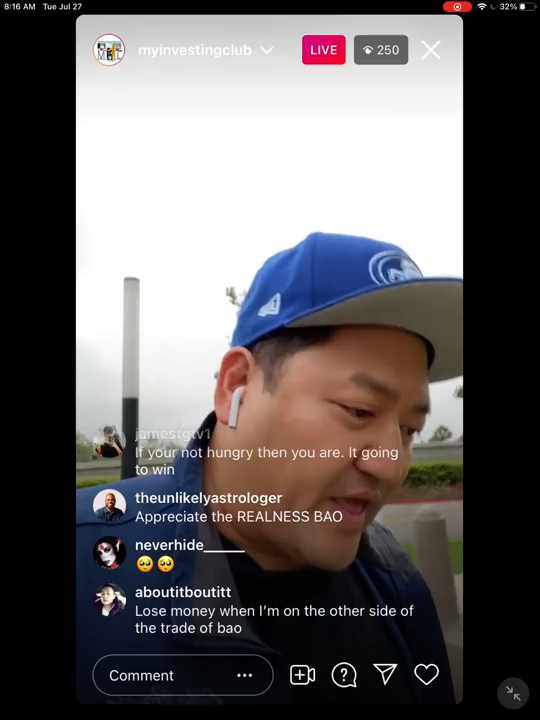 8:16 AM Tue Jul 27
32%
myinvestingclub
LIVE
250
jamestgtv1
If your not hungry then you are. It going
to win
theunlikelyastrologer
Appreciate the REALNESS BAO
neverhide_____
🥺🥺
aboutitboutitt
Lose money when I'm on the other side of
the trade of bao
Comment